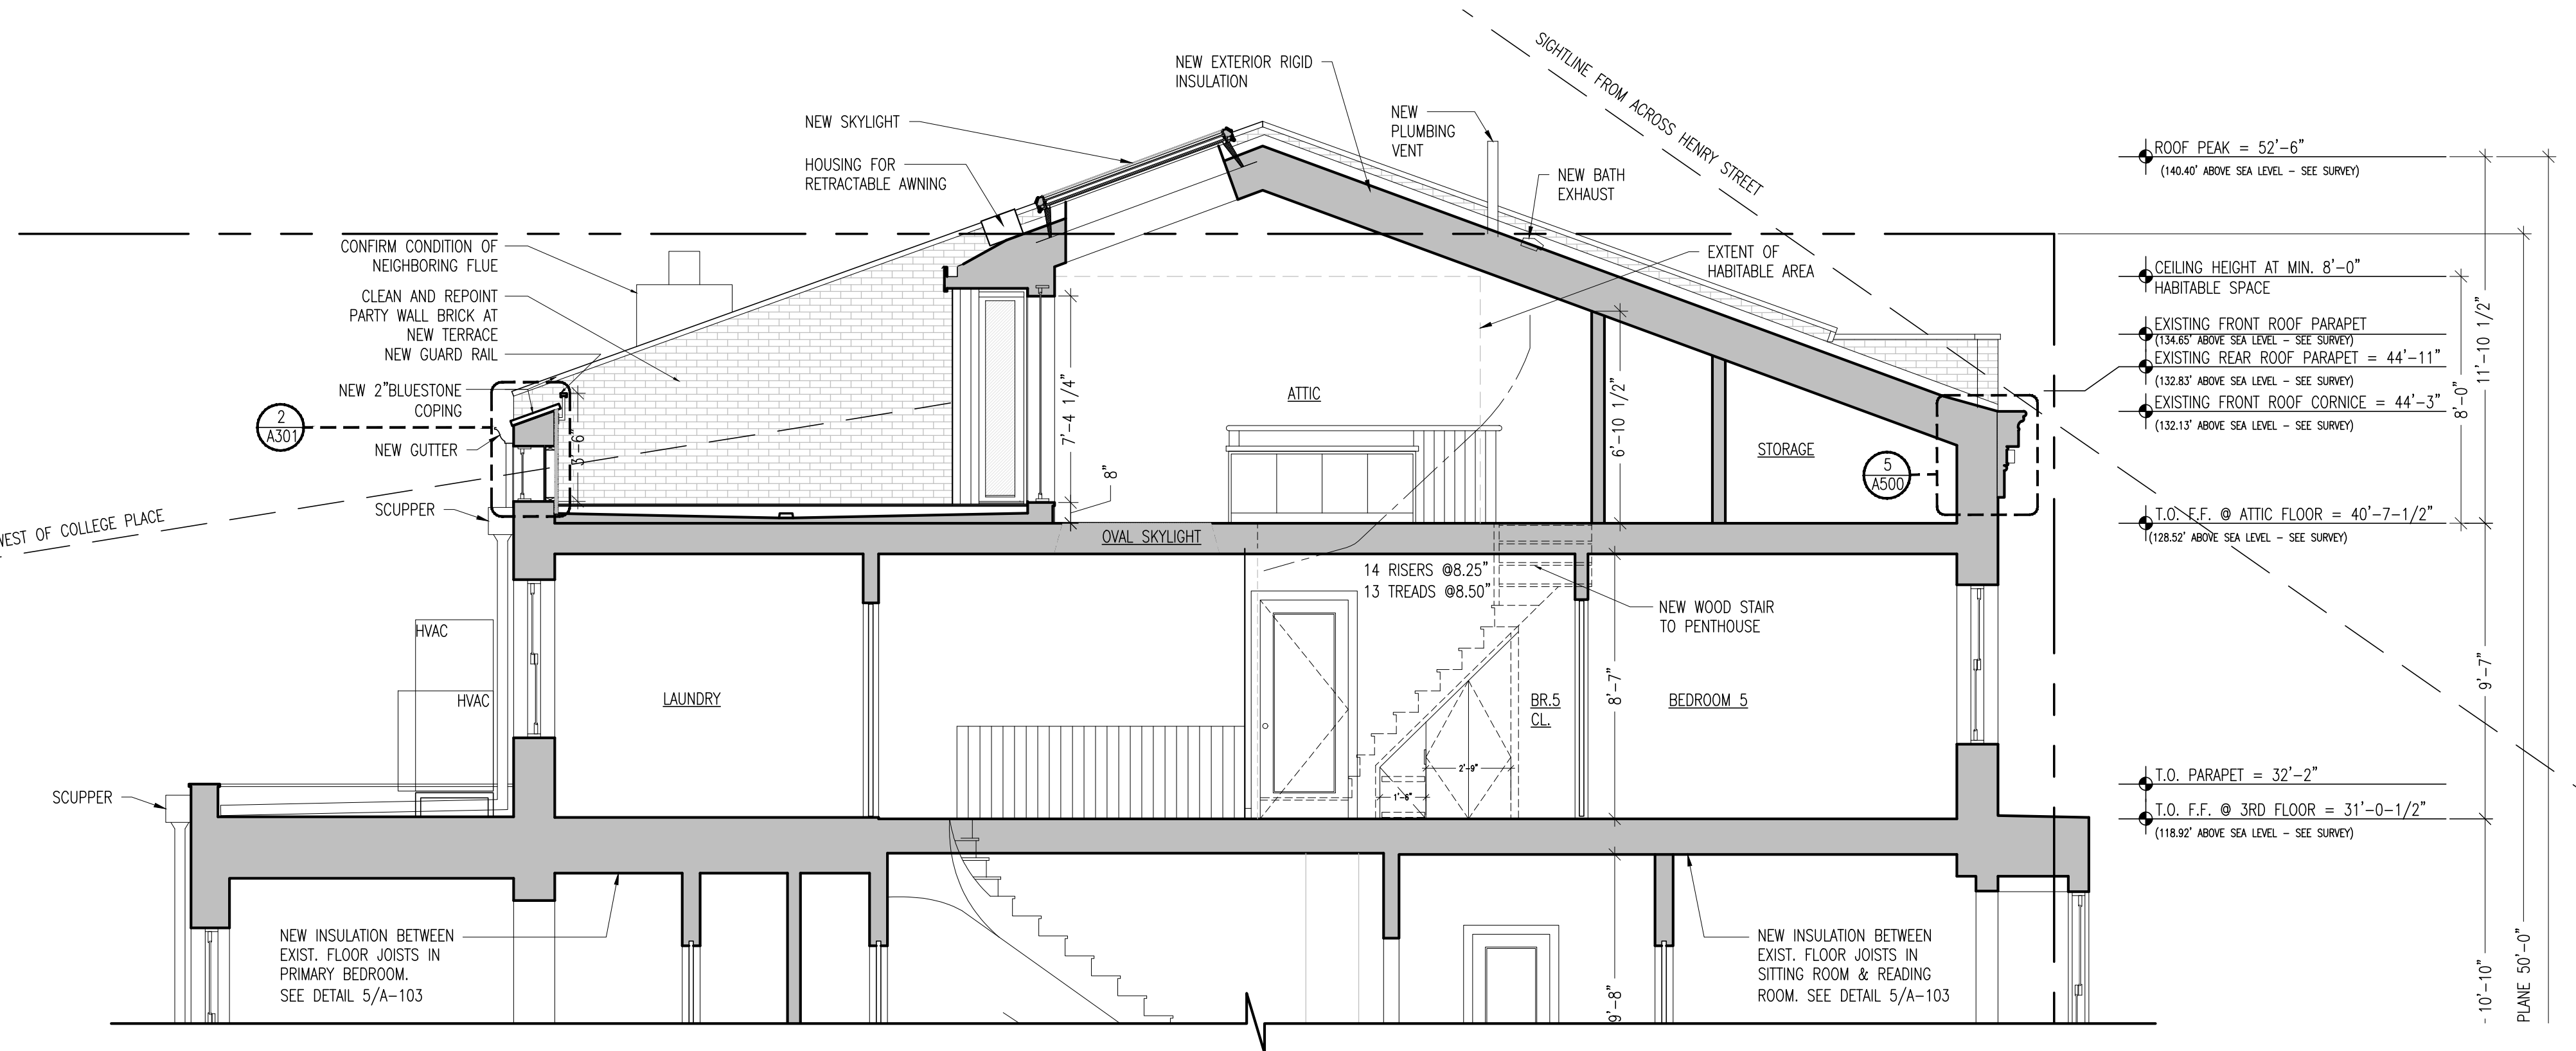 SIGHTLINE FROM ACROSS HENRY STREET
NEW EXTERIOR RIGID
INSULATION
NEW SKYLIGHT
NEW
PLUMBING
VENT
HOUSING FOR
RETRACTABLE AWNING
NEW BATH
EXHAUST
ROOF PEAK = 52'-6"
(140.40' ABOVE SEA LEVEL - SEE SURVEY)
CONFIRM CONDITION OF
NEIGHBORING FLUE
EXTENT OF
HABITABLE AREA
CEILING HEIGHT AT MIN. 8'-0"
HABITABLE SPACE
CLEAN AND REPOINT
PARTY WALL BRICK AT
NEW TERRACE
NEW GUARD RAIL
EXISTING FRONT ROOF PARAPET
(134.65' ABOVE SEA LEVEL - SEE SURVEY)
EXISTING REAR ROOF PARAPET = 44'-11"
(132.83' ABOVE SEA LEVEL - SEE SURVEY)
EXISTING FRONT ROOF CORNICE = 44'-3"
(132.13' ABOVE SEA LEVEL - SEE SURVEY)
11'-10 1/2"
8'-0"
NEW 2"BLUESTONE
COPING
2
A301
NEW GUTTER
3'-6"
7'-4 1/4"
8"
ATTIC
6'-10 1/2"
STORAGE
5
A500
SCUPPER
WEST OF COLLEGE PLACE
T.O. F.F. @ ATTIC FLOOR = 40'-7-1/2"
(128.52' ABOVE SEA LEVEL - SEE SURVEY)
OVAL SKYLIGHT
14 RISERS @8.25"
13 TREADS @8.50"
NEW WOOD STAIR
TO PENTHOUSE
HVAC
HVAC
LAUNDRY
BR.5
CL.
8'-7"
BEDROOM 5
9'-7"
2'-9"
1'-6"
SCUPPER
T.O. PARAPET = 32'-2"
T.O. F.F. @ 3RD FLOOR = 31'-0-1/2"
(118.92' ABOVE SEA LEVEL - SEE SURVEY)
NEW INSULATION BETWEEN
EXIST. FLOOR JOISTS IN
PRIMARY BEDROOM.
SEE DETAIL 5/A-103
9'-8"
NEW INSULATION BETWEEN
EXIST. FLOOR JOISTS IN
SITTING ROOM & READING
ROOM. SEE DETAIL 5/A-103
10'-10"
PLANE 50'-0"